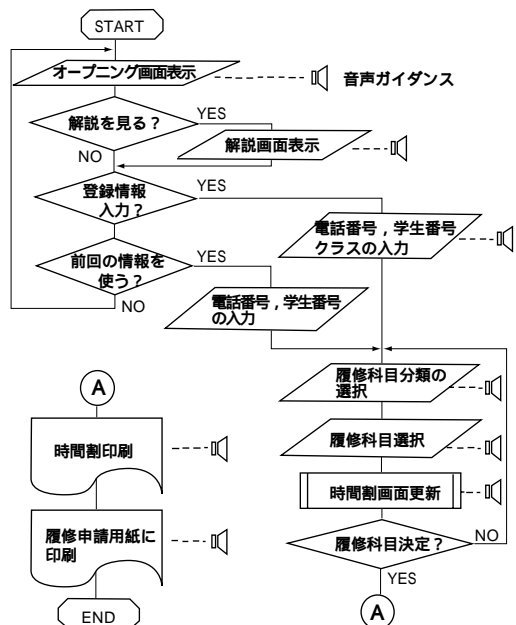 START
オープニング画面表示
音声ガイダンス
解説を見る？
YES
NO
解説画面表示
登録情報
入力？
YES
電話番号，学生番号
クラスの入力
前回の情報を
使う？
YES
NO
電話番号，学生番号
の入力
履修科目分類の
選択
履修科目選択
時間割画面更新
履修科目決定？
NO
YES
A
A
時間割印刷
履修申請用紙に
印刷
END